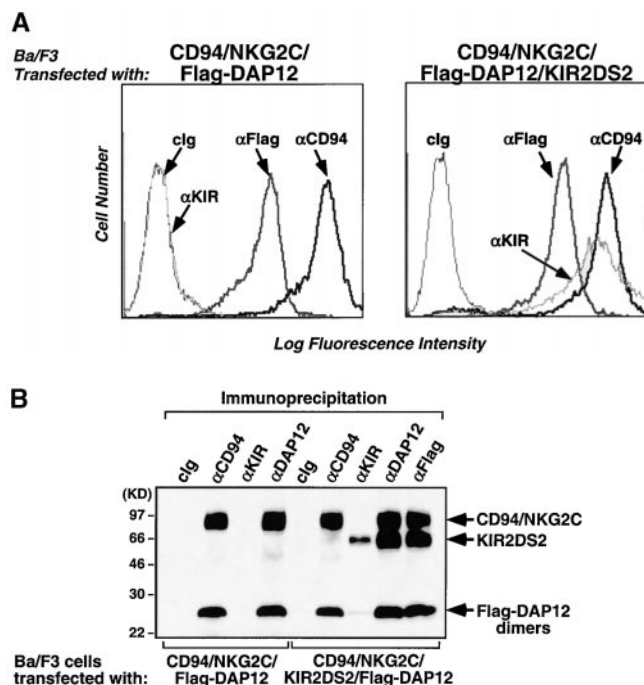 A
Ba/F3
Transfected with:
CD94/NKG2C/
Flag-DAP12
CD94/NKG2C/
Flag-DAP12/KIR2DS2
cIg
αFlag
αCD94
αKIR
cIg
αFlag
αCD94
αKIR
Cell Number
Log Fluorescence Intensity
B
Immunoprecipitation
cIg
αCD94
αKIR
αDAP12
cIg
αCD94
αKIR
αDAP12
αFlag
(KD)
97
66
46
30
22
CD94/NKG2C
KIR2DS2
Flag-DAP12
dimers
Ba/F3 cells
transfected with:
CD94/NKG2C/
Flag-DAP12
CD94/NKG2C/
KIR2DS2/Flag-DAP12